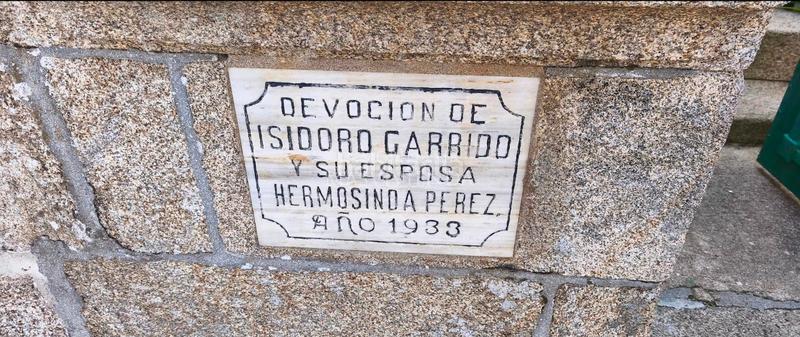 DEVOCION DE
ISIDORO GARRIDO
Y SU ESPOSA
HERMOSINDA PEREZ.
AÑO 1933